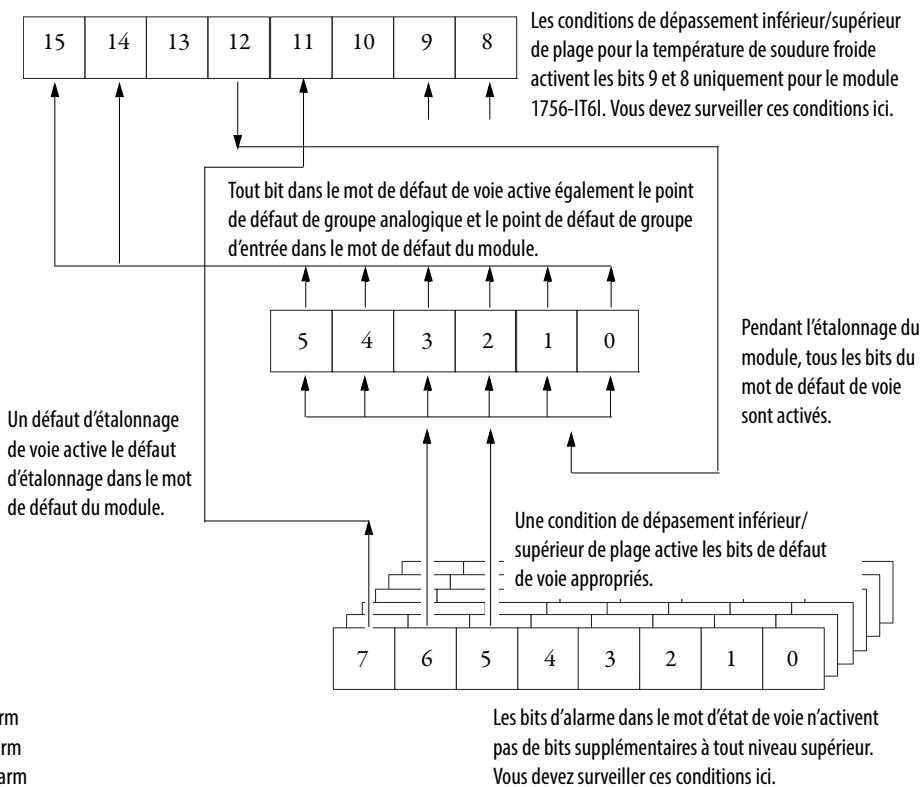 15 14 13 12 11 10 9 8
Les conditions de dépassement inférieur/supérieur
de plage pour la température de soudure froide
activent les bits 9 et 8 uniquement pour le module
1756-IT6I. Vous devez surveiller ces conditions ici.
Tout bit dans le mot de défaut de voie active également le point
de défaut de groupe analogique et le point de défaut de groupe
d'entrée dans le mot de défaut du module.
5 4 3 2 1 0
Pendant l'étalonnage du
module, tous les bits du
mot de défaut de voie
sont activés.
Un défaut d'étalonnage
de voie active le défaut
d'étalonnage dans le mot
de défaut du module.
Une condition de dépasement inférieur/
supérieur de plage active les bits de défaut
de voie appropriés.
7 6 5 4 3 2 1 0
Les bits d'alarme dans le mot d'état de voie n'activent
pas de bits supplémentaires à tout niveau supérieur.
Vous devez surveiller ces conditions ici.